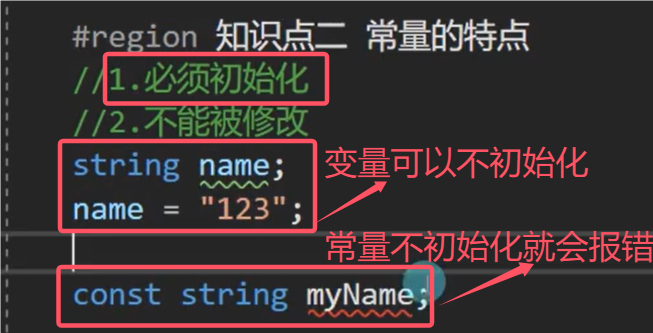 #region 知识点二 常量的特点
//1.必须初始化
//2.不能被修改
string name;
变量可以不初始化
name = "123";
常量不初始化就会报错
const string myName;